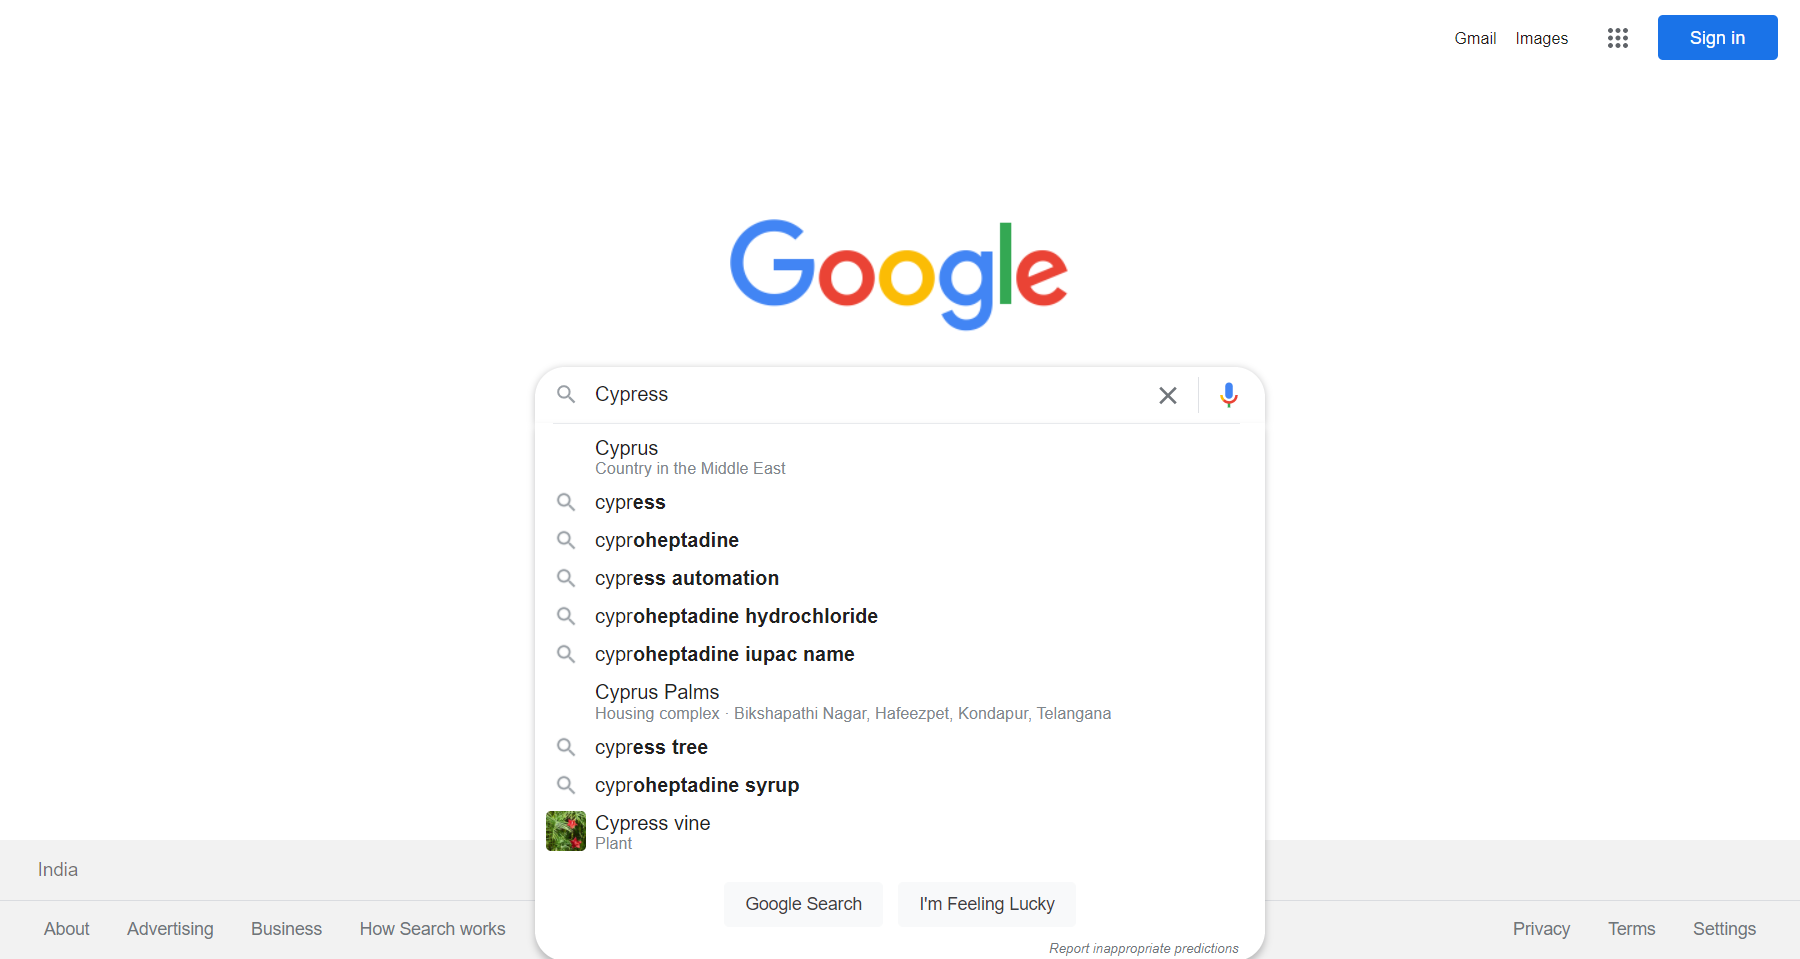 Gmail Images Sign in
Google
Cypress
Cyprus
Country in the Middle East
cypress
cyproheptadine
cypress automation
cyproheptadine hydrochloride
cyproheptadine iupac name
Cyprus Palms
Housing complex · Bikshapathi Nagar, Hafeezpet, Kondapur, Telangana
cypress tree
cyproheptadine syrup
Cypress vine
Plant
Google Search I'm Feeling Lucky
Report inappropriate predictions
India
About Advertising Business How Search works Privacy Terms Settings